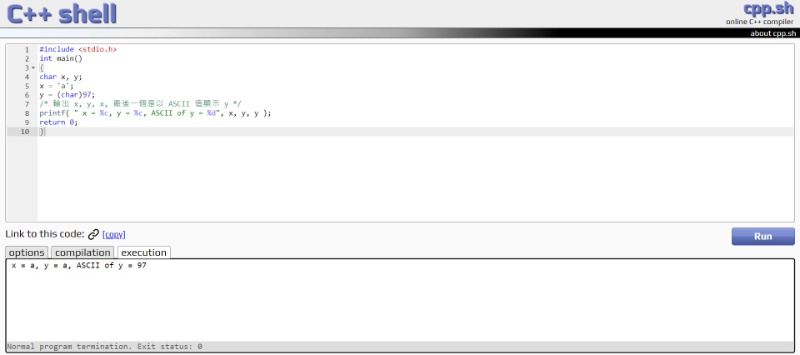 C++ shell
cpp.sh
online C++ compiler
about cpp.sh
1 #include <stdio.h>
2 int main()
3 {
4 char x, y;
5 x = 'a';
6 y = (char)97;
7 /* 輸出 x, y, x, 最後一個是以 ASCII 值顯示 y */
8 printf( " x = %c, y = %c, ASCII of y = %d", x, y, y );
9 return 0;
10 }
Link to this code: [copy]
Run
options compilation execution
x = a, y = a, ASCII of y = 97
Normal program termination. Exit status: 0